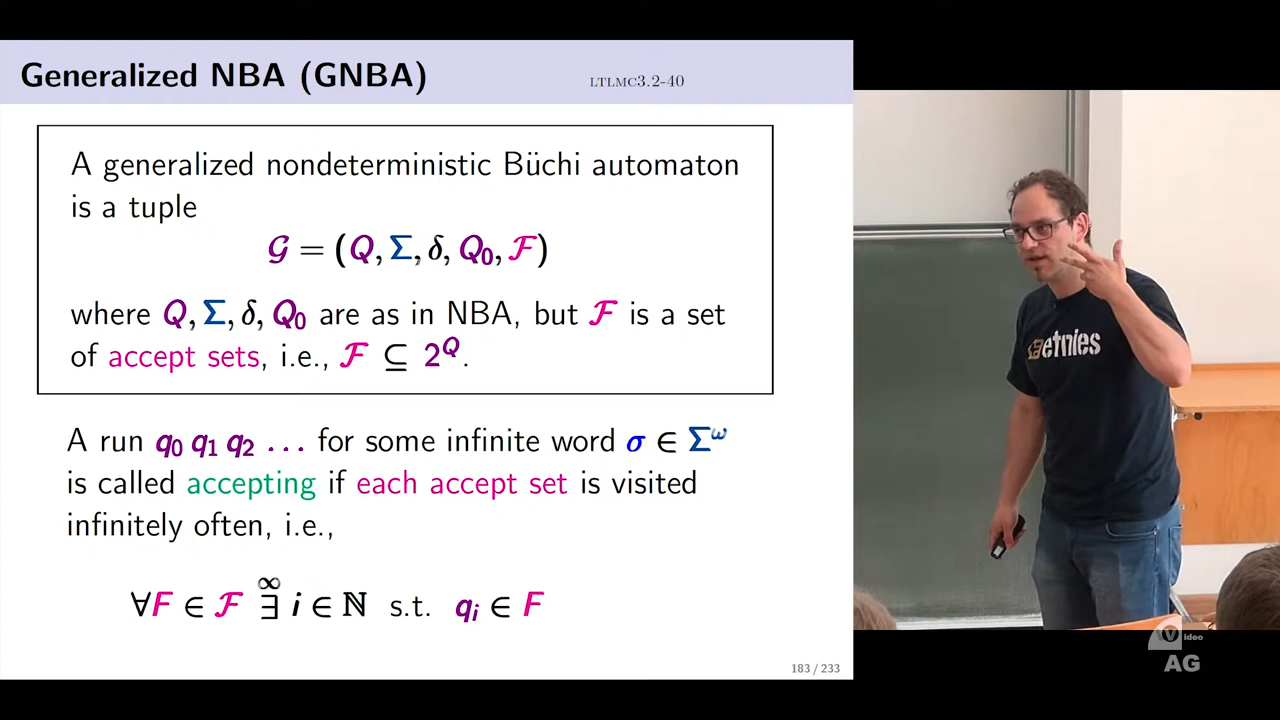 Generalized NBA (GNBA)
LTLMC3.2-40
A generalized nondeterministic Büchi automaton
is a tuple
𝒢 = (Q, Σ, δ, Q₀, ℱ)
where Q, Σ, δ, Q₀ are as in NBA, but ℱ is a set
of accept sets, i.e., ℱ ⊆ 2^Q.
A run q₀ q₁ q₂ … for some infinite word σ ∈ Σ^ω
is called accepting if each accept set is visited
infinitely often, i.e.,
∀F ∈ ℱ ∃^∞ i ∈ ℕ s.t. qᵢ ∈ F
183 / 233
etnies
Video
AG